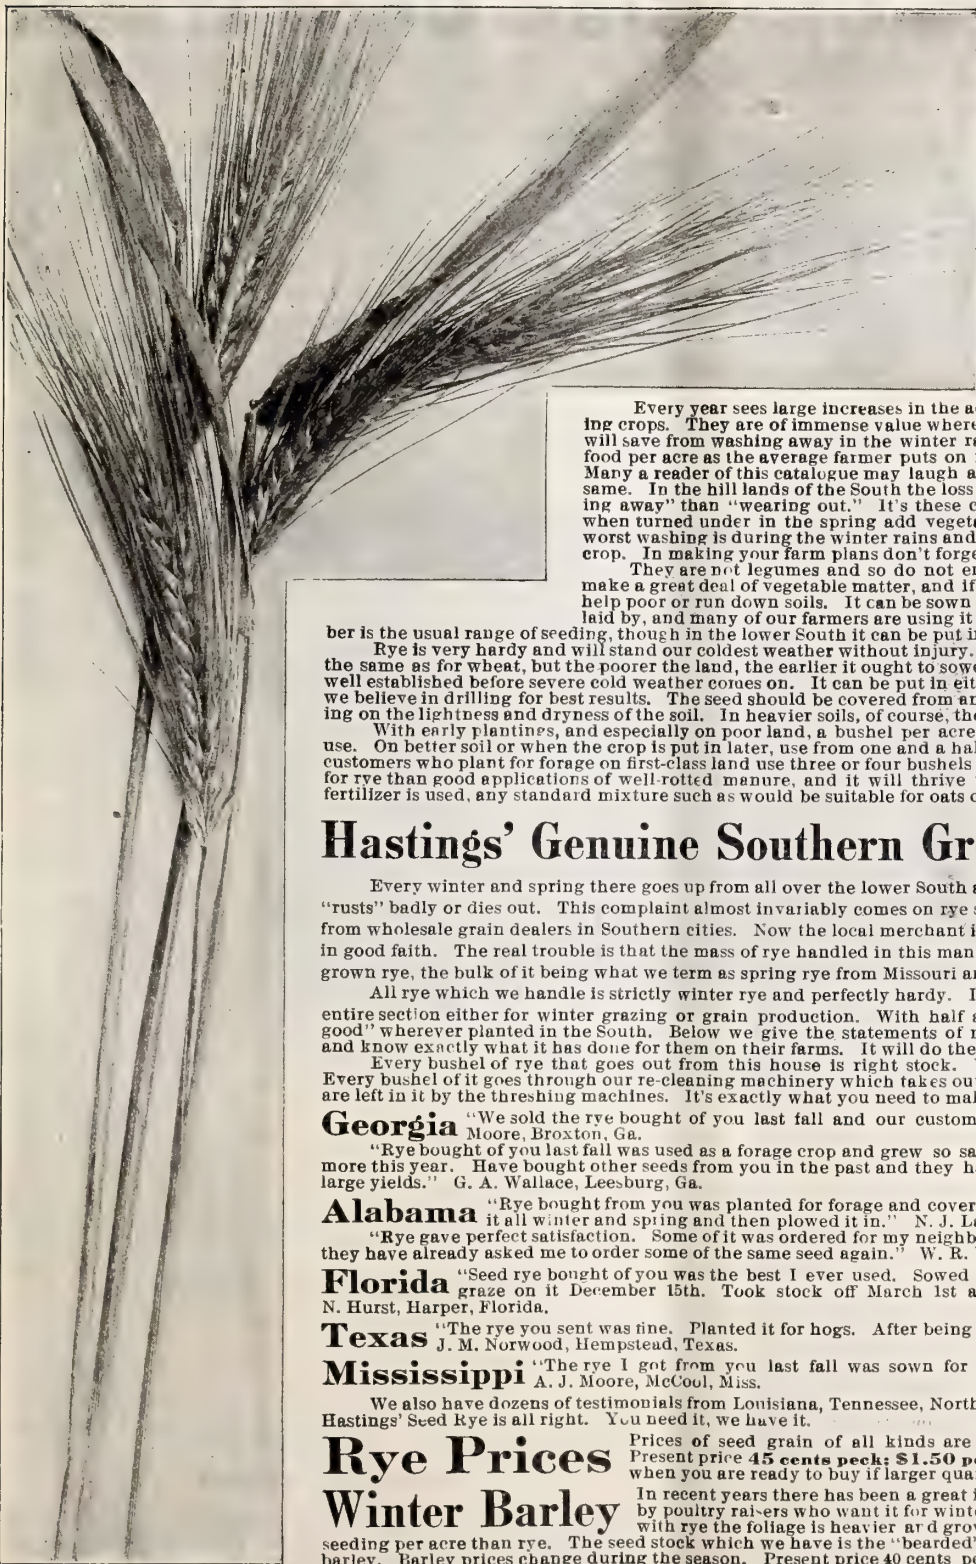 Every year sees large increases in the
ing crops. They are of immense value where
will save from washing away in the winter
food per acre as the average farmer puts on
Many a reader of this catalogue may laugh
same. In the hill lands of the South the loss
ing away" than "wearing out." It's these
when turned under in the spring add
worst washing is during the winter rains and
crop. In making your farm plans don't
They are not legumes and so do not
make a great deal of vegetable matter, and if
help poor or run down soils. It can be sown
laid by, and many of our farmers are using it
ber is the usual range of seeding, though in the lower South it can be put
Rye is very hardy and will stand our coldest weather without injury.
the same as for wheat, but the poorer the land, the earlier it ought to sowe
well established before severe cold weather comes on. It can be put in
we believe in drilling for best results. The seed should be covered from
ing on the lightness and dryness of the soil. In heavier soils, of course,
With early plantings, and especially on poor land, a bushel per acre
use. On better soil or when the crop is put in later, use from one and a
customers who plant for forage on first-class land use three or four bushels
for rye than good applications of well-rotted manure, and it will thrive
fertilizer is used, any standard mixture such as would be suitable for oats
Hastings' Genuine Southern Gr
Every winter and spring there goes up from all over the lower South
"rusts" badly or dies out. This complaint almost invariably comes on rye
from wholesale grain dealers in Southern cities. Now the local merchant
in good faith. The real trouble is that the mass of rye handled in this man
grown rye, the bulk of it being what we term as spring rye from Missouri
All rye which we handle is strictly winter rye and perfectly hardy.
entire section either for winter grazing or grain production. With half
good" wherever planted in the South. Below we give the statements of
and know exactly what it has done for them on their farms. It will do the
Every bushel of rye that goes out from this house is right stock.
Every bushel of it goes through our re-cleaning machinery which takes ou
are left in it by the threshing machines. It's exactly what you need to
Georgia "We sold the rye bought of you last fall and our custom
Moore, Broxton, Ga.
"Rye bought of you last fall was used as a forage crop and grew so sa
more this year. Have bought other seeds from you in the past and they
large yields." G. A. Wallace, Leesburg, Ga.
Alabama "Rye bought from you was planted for forage and cover
it all winter and spring and then plowed it in." N. J.
"Rye gave perfect satisfaction. Some of it was ordered for my neighb
they have already asked me to order some of the same seed again." W. R.
Florida "Seed rye bought of you was the best I ever used. Sowed
graze on it December 15th. Took stock off March 1st
N. Hurst, Harper, Florida.
Texas "The rye you sent was fine. Planted it for hogs. After being
J. M. Norwood, Hempstead, Texas.
Mississippi "The rye I got from you last fall was sown for
A. J. Moore, McCool, Miss.
We also have dozens of testimonials from Louisiana, Tennessee, North
Hastings' Seed Rye is all right. You need it, we have it.
Rye Prices Prices of seed grain of all kinds are
Present price 45 cents peck; $1.50
when you are ready to buy if larger
Winter Barley In recent years there has been a great
by poultry raisers who want it for
with rye the foliage is heavier and
seeding per acre than rye. The seed stock which we have is the "bearded"
barley. Barley prices change during the season. Present price 40 cents